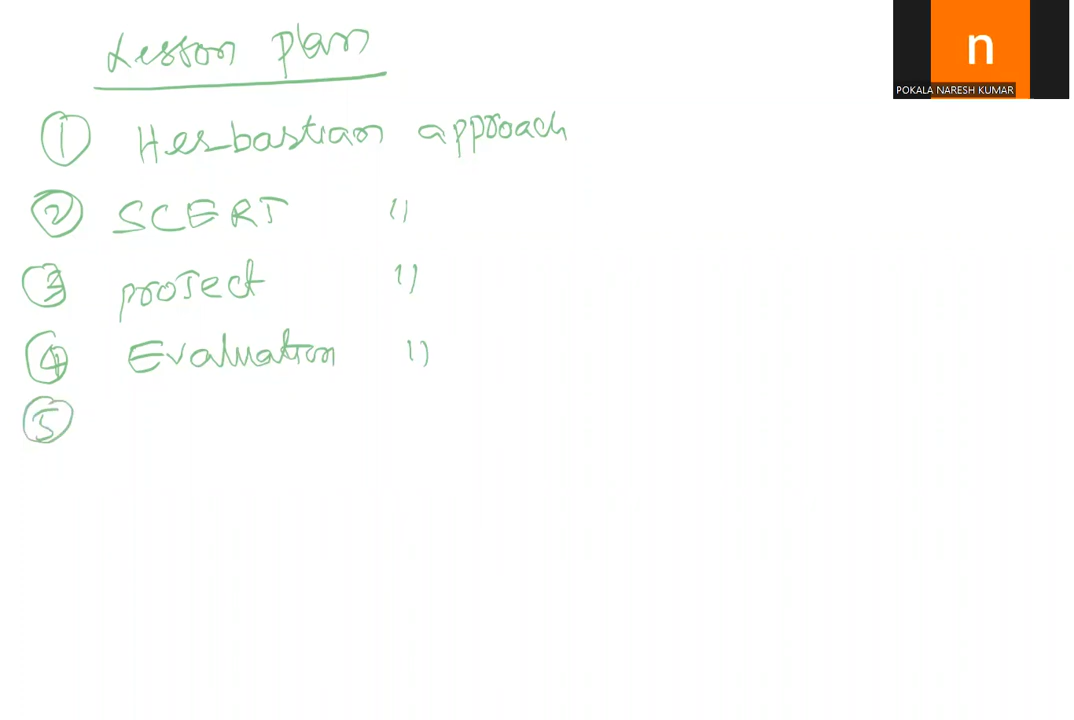 Lesson plan
n
POKALA NARESH KUMAR
① Herbastian approach
② SCERT "
③ project "
④ Evaluation "
⑤